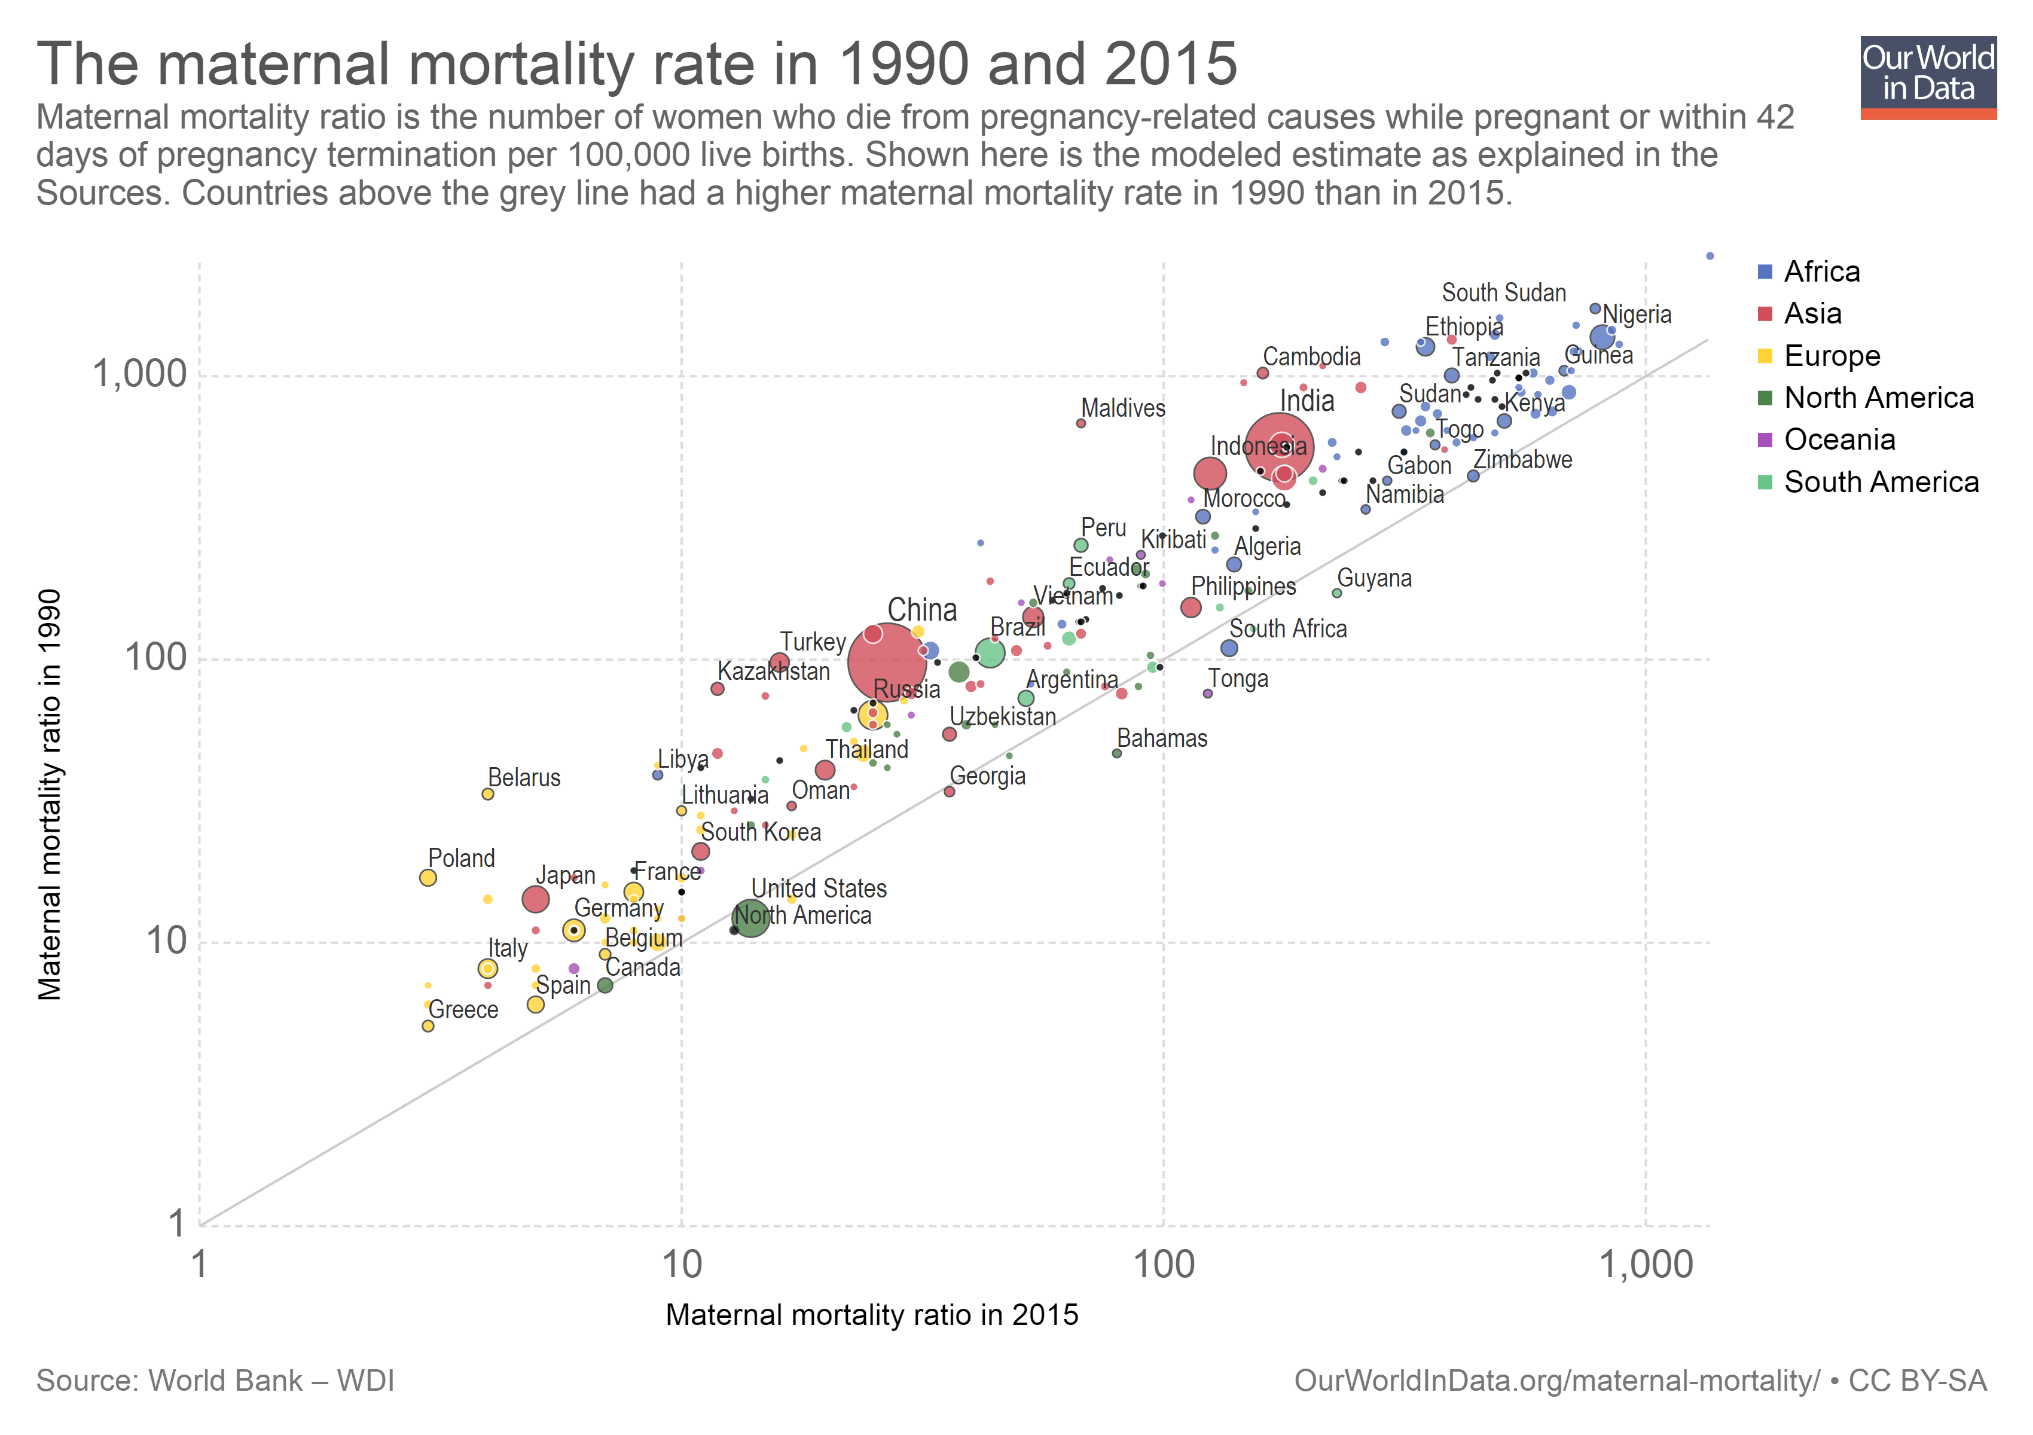 The maternal mortality rate in 1990 and 2015
Our World
in Data
Maternal mortality ratio is the number of women who die from pregnancy-related causes while pregnant or within 42
days of pregnancy termination per 100,000 live births. Shown here is the modeled estimate as explained in the
Sources. Countries above the grey line had a higher maternal mortality rate in 1990 than in 2015.
Africa
Asia
Europe
North America
Oceania
South America
Maternal mortality ratio in 1990
1,000
100
10
1
South Sudan
Nigeria
Ethiopia
Cambodia
Tanzania
Guinea
Maldives
India
Sudan
Kenya
Indonesia
Togo
Gabon
Zimbabwe
Morocco
Namibia
Peru
Kiribati
Algeria
Ecuador
Philippines
Guyana
China
Vietnam
Turkey
Brazil
South Africa
Kazakhstan
Russia
Argentina
Tonga
Uzbekistan
Bahamas
Thailand
Libya
Belarus
Georgia
Lithuania
Oman
South Korea
Poland
Japan
France
United States
Germany
North America
Italy
Belgium
Canada
Spain
Greece
1
10
100
1,000
Maternal mortality ratio in 2015
Source: World Bank – WDI
OurWorldInData.org/maternal-mortality/ • CC BY-SA